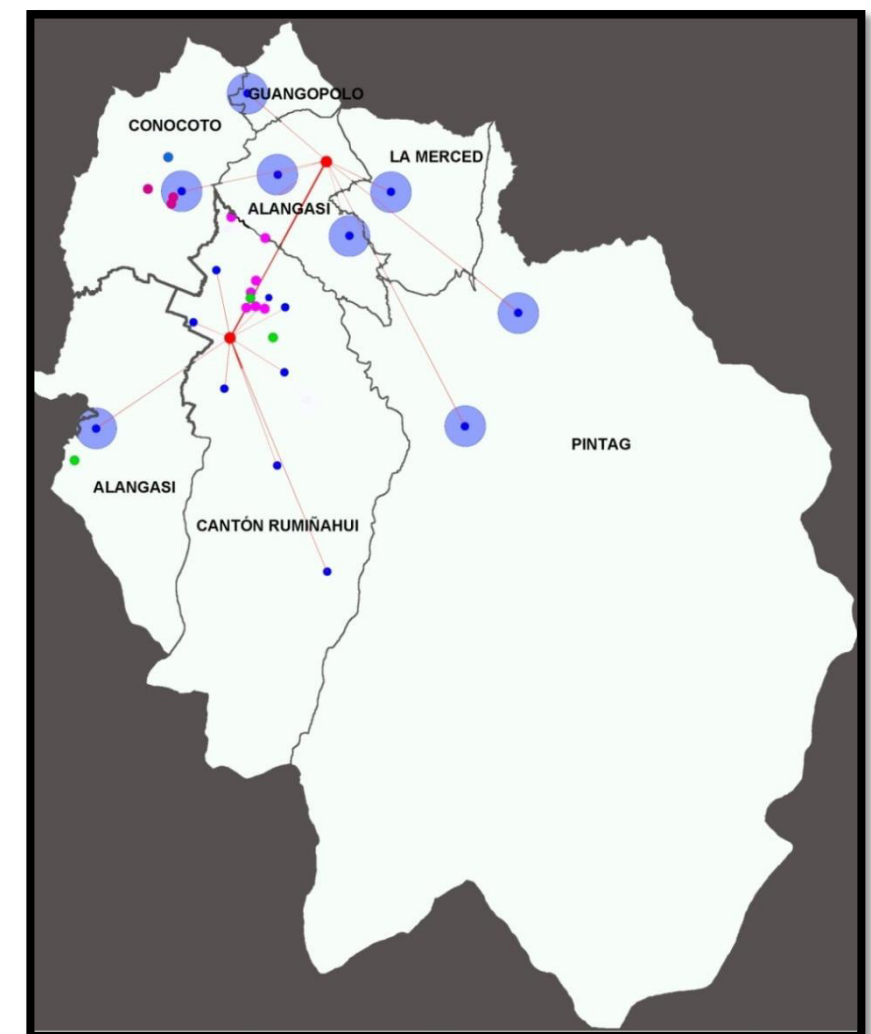 GUANGOPOLO
CONOCOTO
LA MERCED
ALANGASI
PINTAG
ALANGASI
CANTÓN RUMIÑAHUI